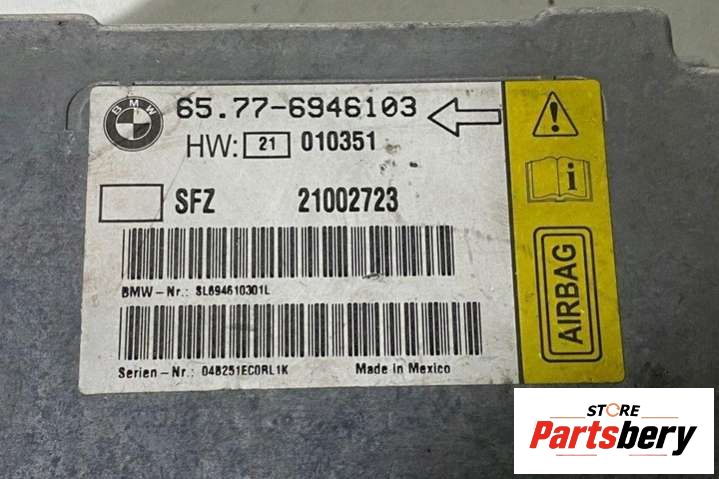 BMW
65.77-6946103
HW: 21 010351
SFZ 21002723
BMW-Nr.: SL694610301L
Serien-Nr.: 04B251EC0RL1K Made in Mexico
i
AIRBAG
STORE
Partsbery